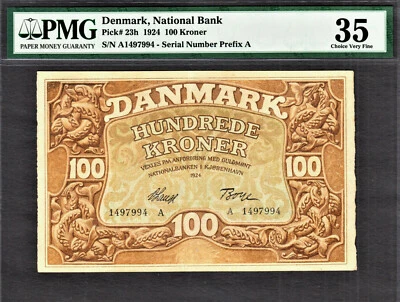 PMG
PAPER MONEY GUARANTY
Denmark, National Bank
Pick# 23h 1924 100 Kroner
S/N A1497994 - Serial Number Prefix A
35
Choice Very Fine
DANMARK
HUNDREDE
KRONER
VEKSLES PAA ANFORDRING MED GULDMØNT
NATIONALBANKEN I KJØBENHAVN
1924
100
100
1497994 A
A 1497994
100